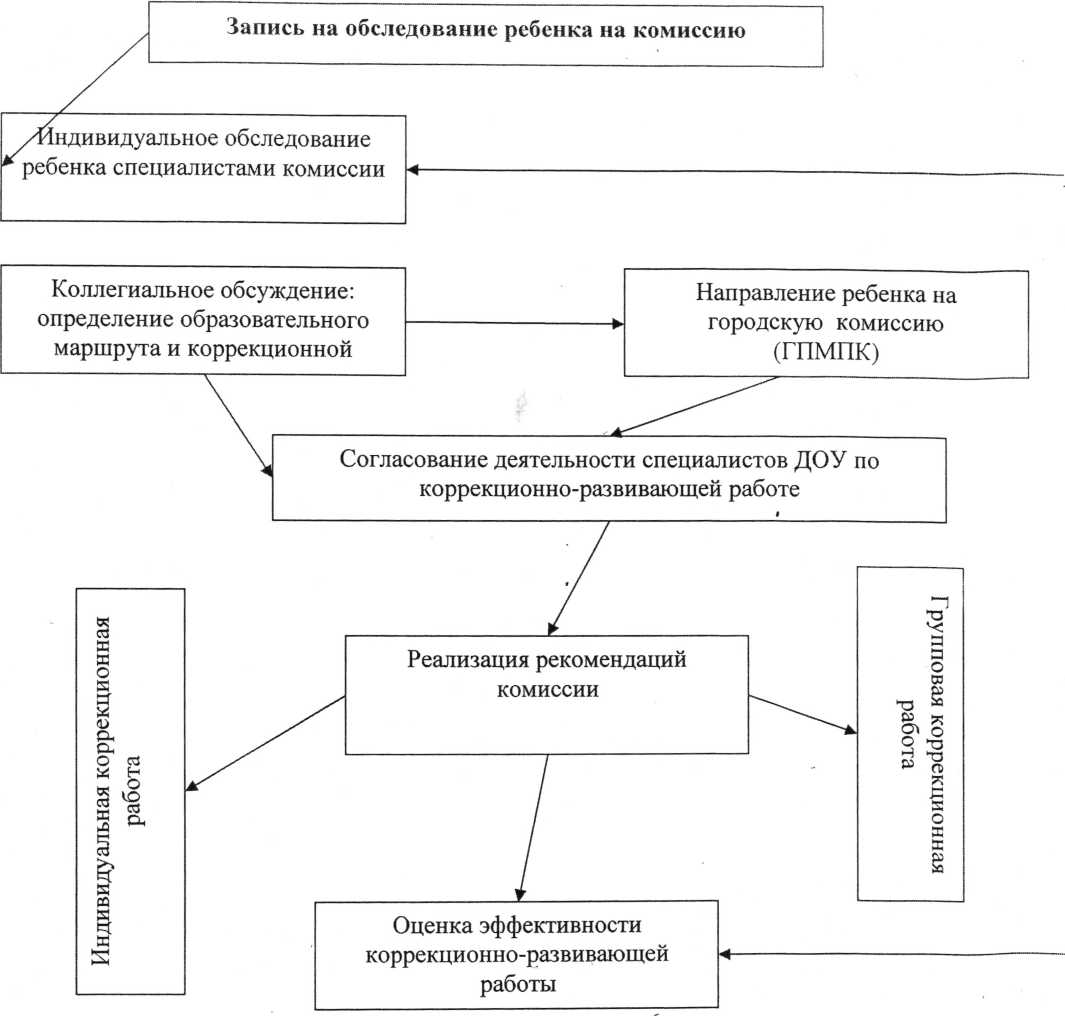 Запись на обследование ребенка на комиссию
Индивидуальное обследование
ребенка специалистами комиссии
Коллегиальное обсуждение:
определение образовательного
маршрута и коррекционной
Направление ребенка на
городскую комиссию
(ГПМПК)
Согласование деятельности специалистов ДОУ по
коррекционно-развивающей работе
Индивидуальная коррекционная
работа
Реализация рекомендаций
комиссии
Групповая коррекционная
работа
Оценка эффективности
коррекционно-развивающей
работы